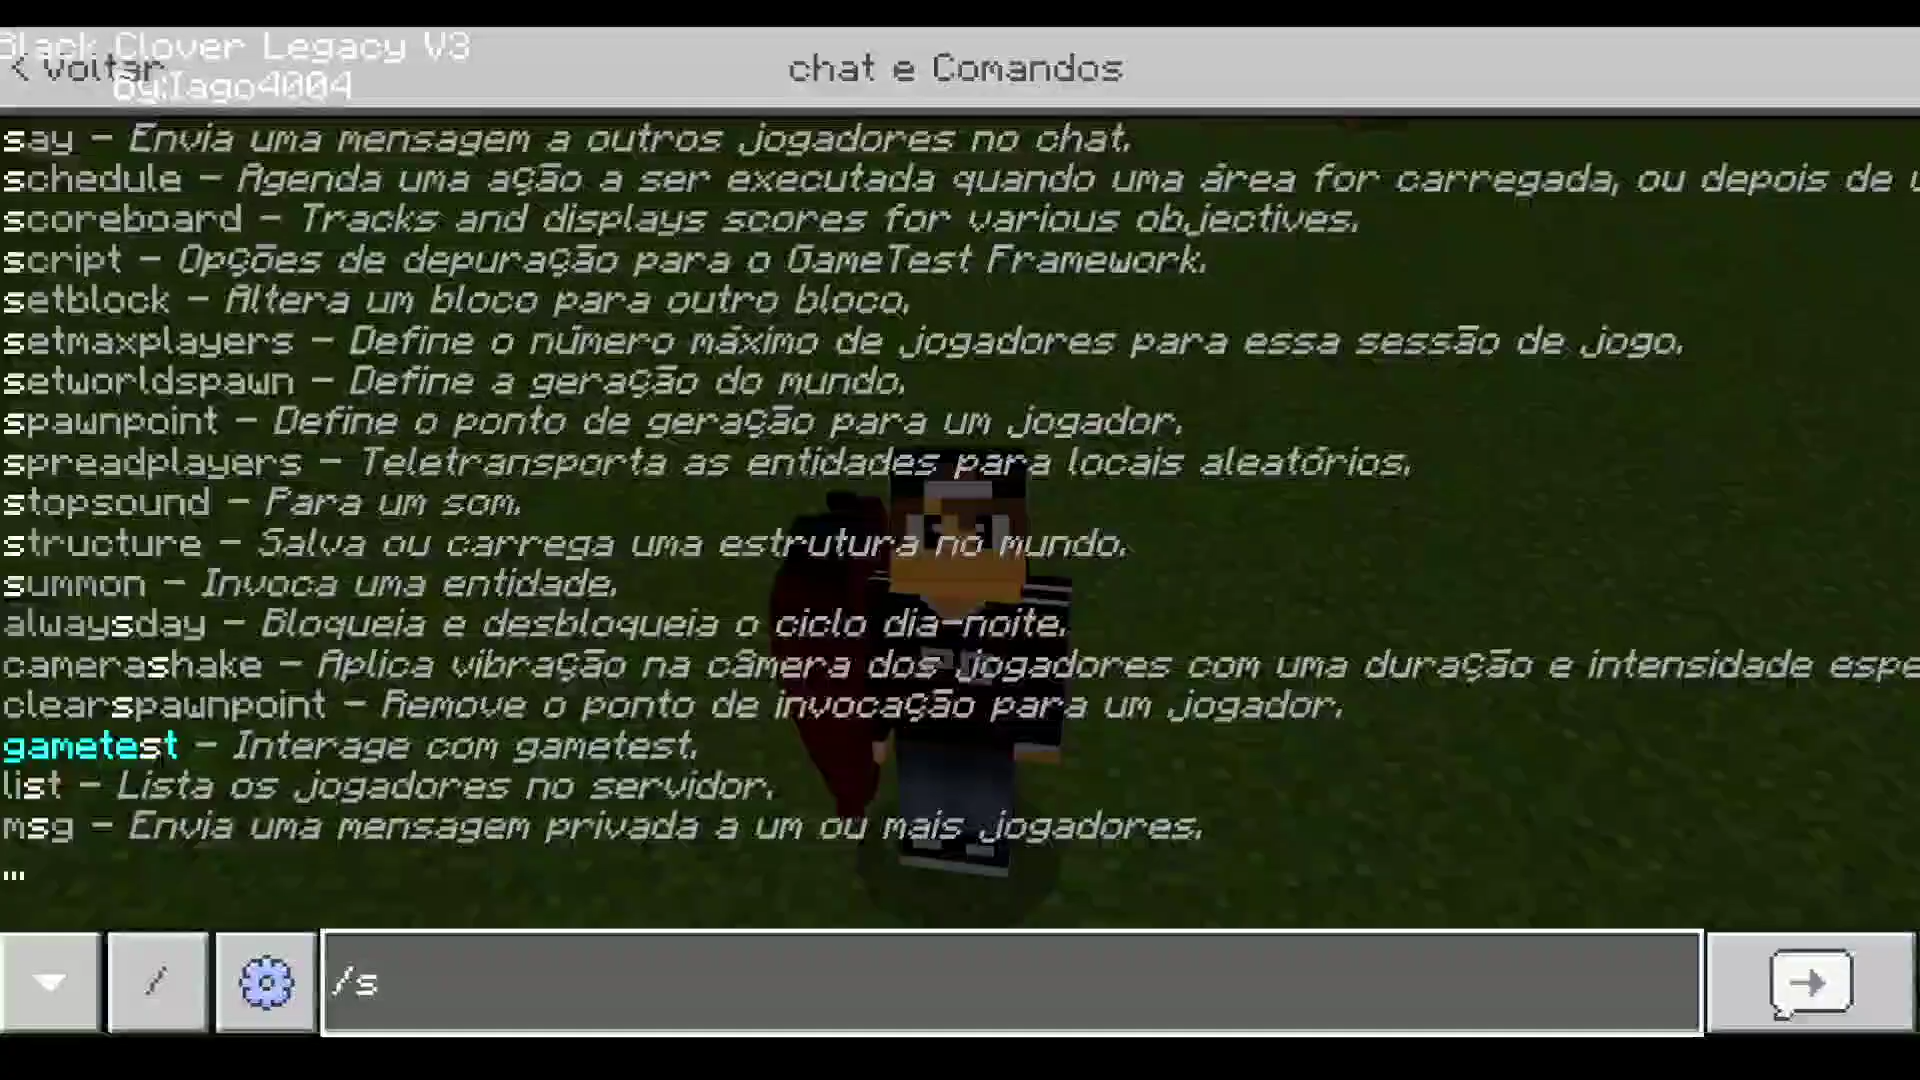 Black Clover Legacy V3
by:Iago4004
< Voltar
chat e Comandos
say – Envia uma mensagem a outros jogadores no chat.
schedule – Agenda uma ação a ser executada quando uma área for carregada, ou depois de
scoreboard – Tracks and displays scores for various objectives.
script – Opções de depuração para o GameTest Framework.
setblock – Altera um bloco para outro bloco.
setmaxplayers – Define o número máximo de jogadores para essa sessão de jogo.
setworldspawn – Define a geração do mundo.
spawnpoint – Define o ponto de geração para um jogador.
spreadplayers – Teletransporta as entidades para locais aleatórios.
stopsound – Para um som.
structure – Salva ou carrega uma estrutura no mundo.
summon – Invoca uma entidade.
alwaysday – Bloqueia e desbloqueia o ciclo dia-noite.
camerashake – Aplica vibração na câmera dos jogadores com uma duração e intensidade espe
clearspawnpoint – Remove o ponto de invocação para um jogador.
gametest – Interage com gametest.
list – Lista os jogadores no servidor.
msg – Envia uma mensagem privada a um ou mais jogadores.
...
/
/s